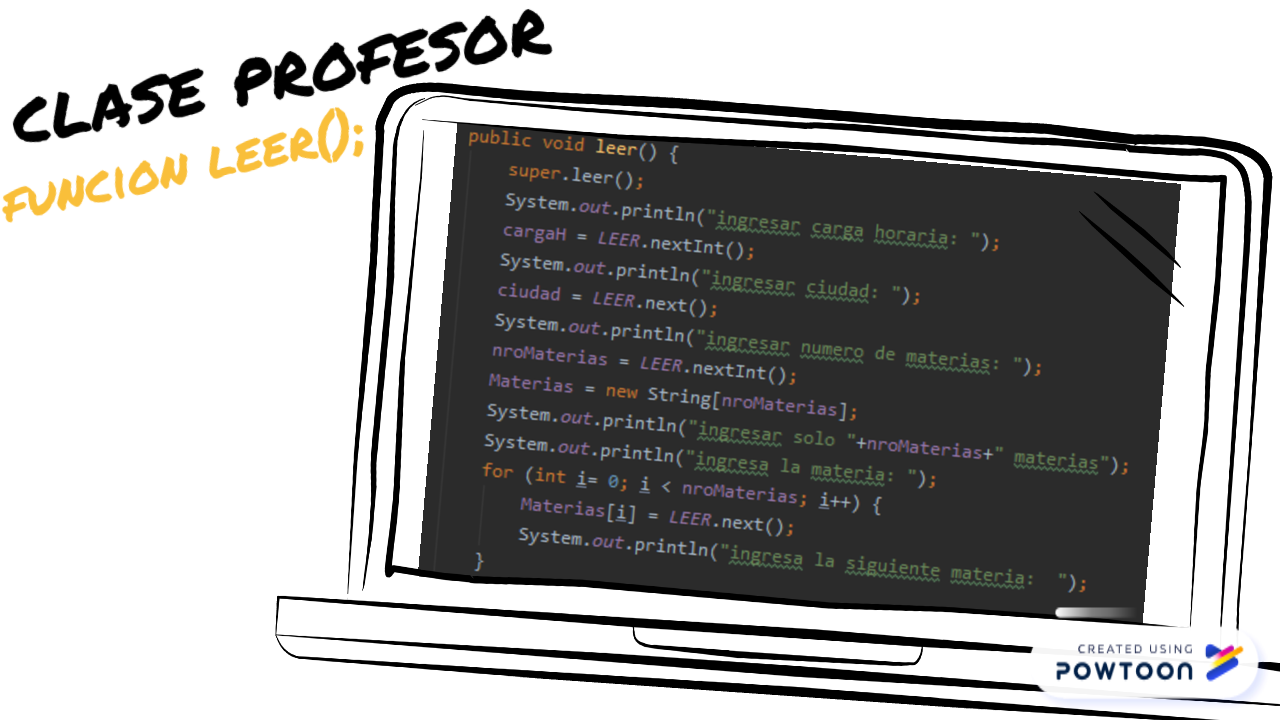 CLASE PROFESOR
FUNCION LEER();
public void leer() {
super.leer();
System.out.println("ingresar carga horaria: ");
cargaH = LEER.nextInt();
System.out.println("ingresar ciudad: ");
ciudad = LEER.next();
System.out.println("ingresar numero de materias: ");
nroMaterias = LEER.nextInt();
Materias = new String[nroMaterias];
System.out.println("ingresar solo "+nroMaterias+" materias");
System.out.println("ingresa la materia: ");
for (int i= 0; i < nroMaterias; i++) {
Materias[i] = LEER.next();
System.out.println("ingresa la siguiente materia:  ");
}
CREATED USING
POWTOON